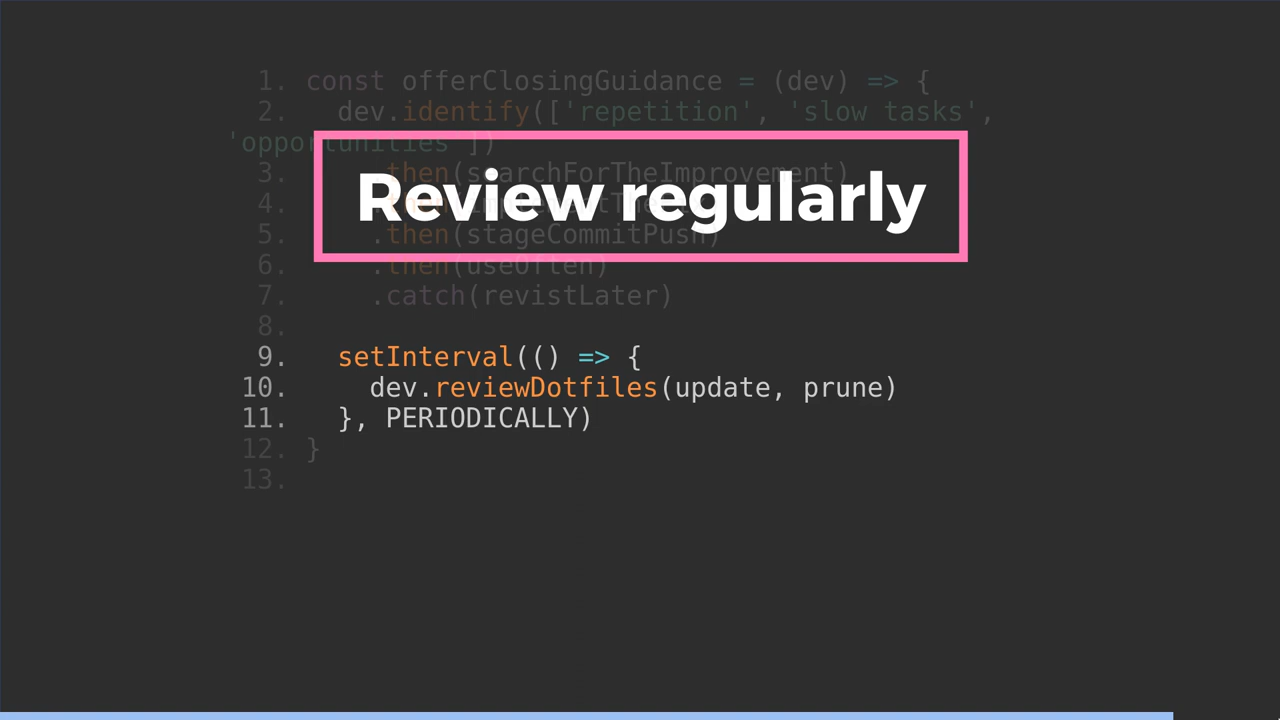 1. const offerClosingGuidance = (dev) => {
2. dev.identify(['repetition', 'slow tasks',
'opportunities'])
3. .then(searchForTheImprovement)
Review regularly
4. .then
5. .then(stageCommitPush)
6. .then(useOften)
7. .catch(revistLater)
8.
9. setInterval(() => {
10. dev.reviewDotfiles(update, prune)
11. }, PERIODICALLY)
12. }
13.